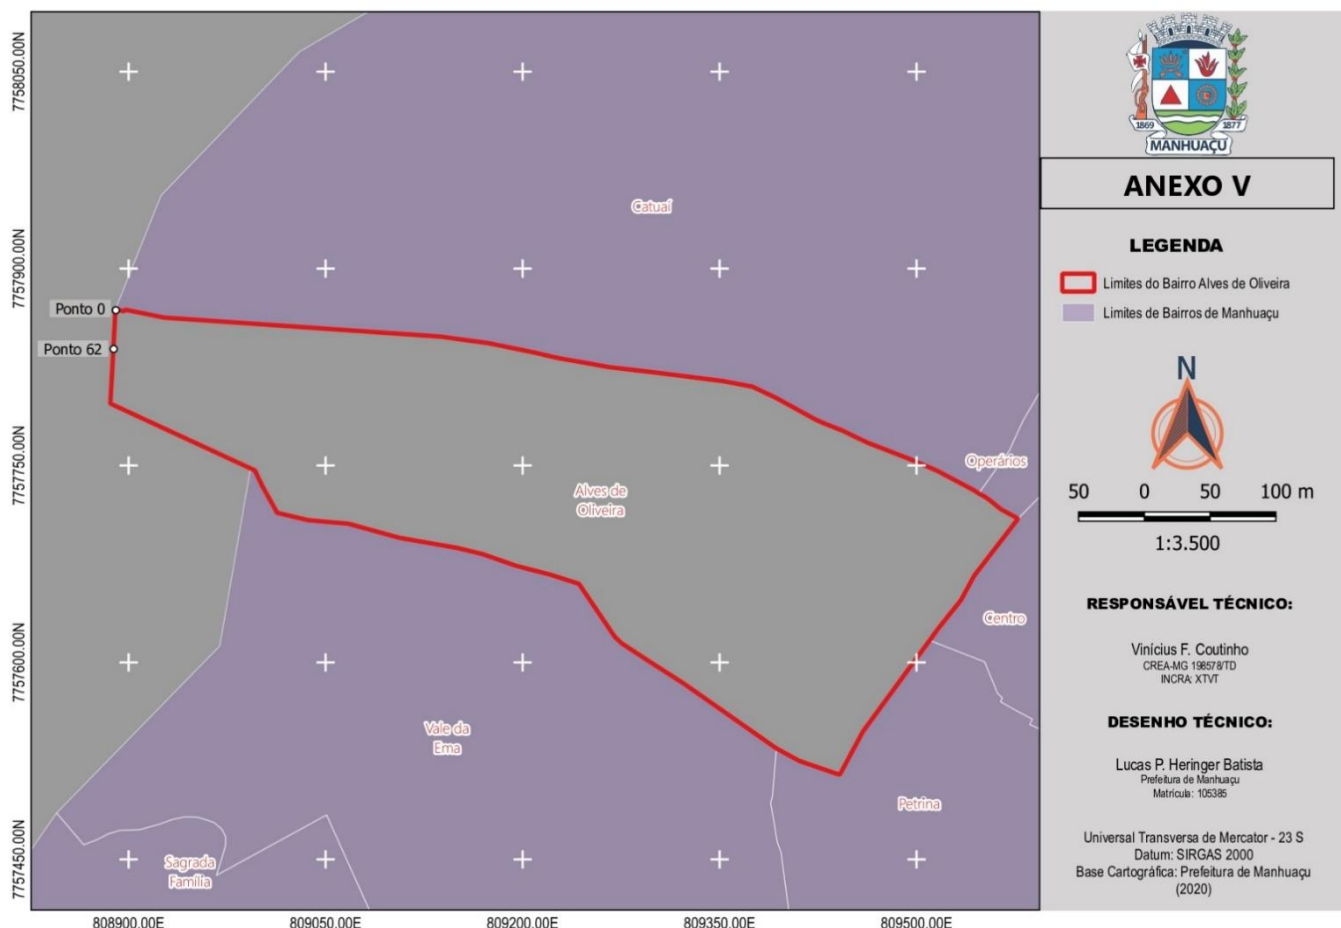 7758050.00N
7757900.00N
7757750.00N
7757600.00N
7757450.00N
Ponto 0
Ponto 62
Catuaí
Operários
Alves de
Oliveira
Centro
Vale da
Ema
Petrina
Sagrada
Família
808900.00E
809050.00E
809200.00E
809350.00E
809500.00E
1869
1877
MANHUAÇU
ANEXO V
LEGENDA
Limites do Bairro Alves de Oliveira
Limites de Bairros de Manhuaçu
N
50 0 50 100 m
1:3.500
RESPONSÁVEL TÉCNICO:
Vinícius F. Coutinho
CREA-MG 198578/TD
INCRA: XTVT
DESENHO TÉCNICO:
Lucas P. Heringer Batista
Prefeitura de Manhuaçu
Matrícula: 105385
Universal Transversa de Mercator - 23 S
Datum: SIRGAS 2000
Base Cartográfica: Prefeitura de Manhuaçu
(2020)